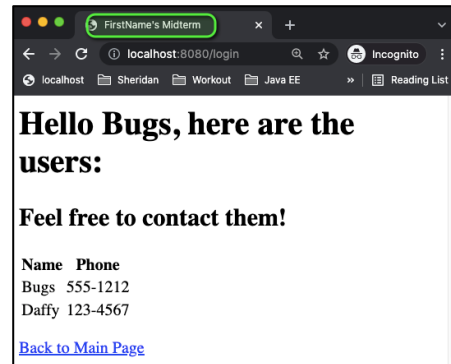 FirstName's Midterm
localhost:8080/login
Incognito
localhost
Sheridan
Workout
Java EE
»
Reading List
Hello Bugs, here are the
users:
Feel free to contact them!
Name Phone
Bugs 555-1212
Daffy 123-4567
Back to Main Page